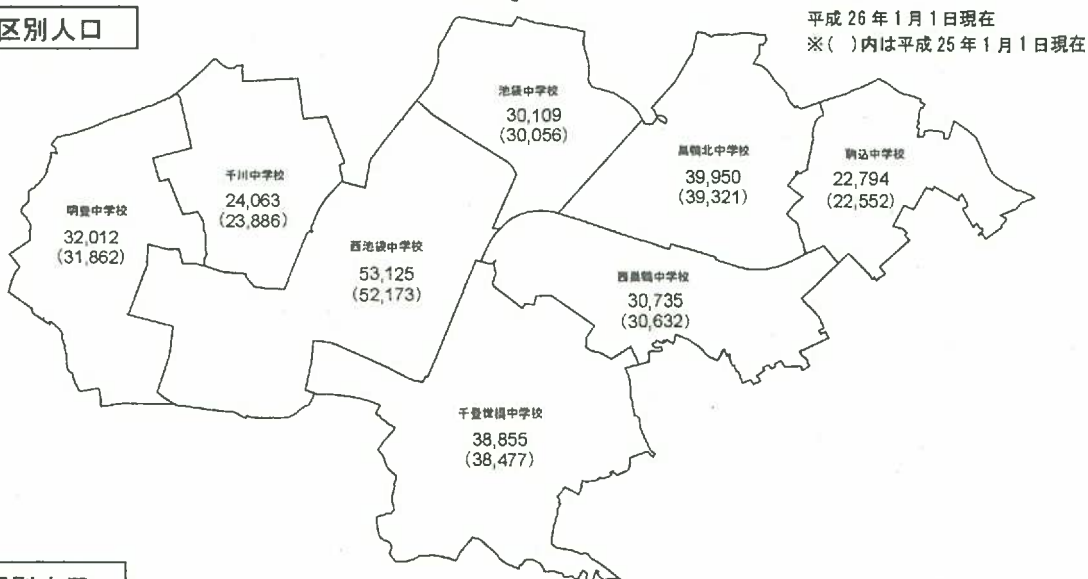 区別人口
平成26年1月1日現在
※( )内は平成25年1月1日現在
池袋中学校
30,109
(30,056)
巣鴨北中学校
39,950
(39,321)
駒込中学校
22,794
(22,552)
千川中学校
24,063
(23,886)
明豊中学校
32,012
(31,862)
西池袋中学校
53,125
(52,173)
西巣鴨中学校
30,735
(30,632)
千登世橋中学校
38,855
(38,477)